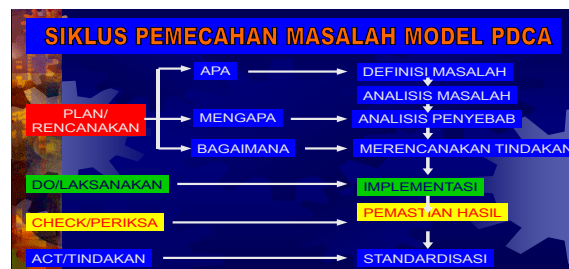 SIKLUS PEMECAHAN MASALAH MODEL PDCA
APA
DEFINISI MASALAH
ANALISIS MASALAH
PLAN/
RENCANAKAN
MENGAPA
ANALISIS PENYEBAB
BAGAIMANA
MERENCANAKAN TINDAKAN
DO/LAKSANAKAN
IMPLEMENTASI
CHECK/PERIKSA
PEMASTIAN HASIL
ACT/TINDAKAN
STANDARDISASI